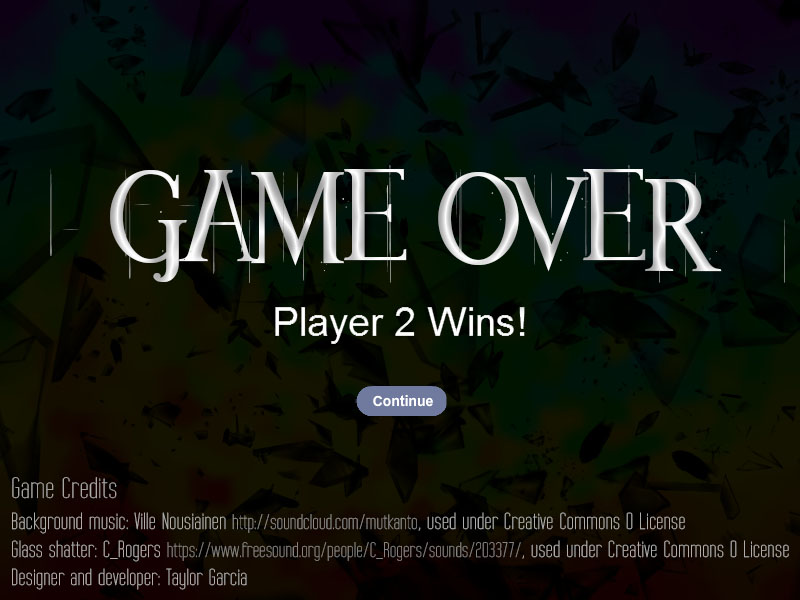 GAME OVER
Player 2 Wins!
Continue
Game Credits
Background music: Ville Nousiainen http://soundcloud.com/mutkanto, used under Creative Commons 0 License
Glass shatter: C_Rogers https://www.freesound.org/people/C_Rogers/sounds/203377/, used under Creative Commons 0 License
Designer and developer: Taylor Garcia